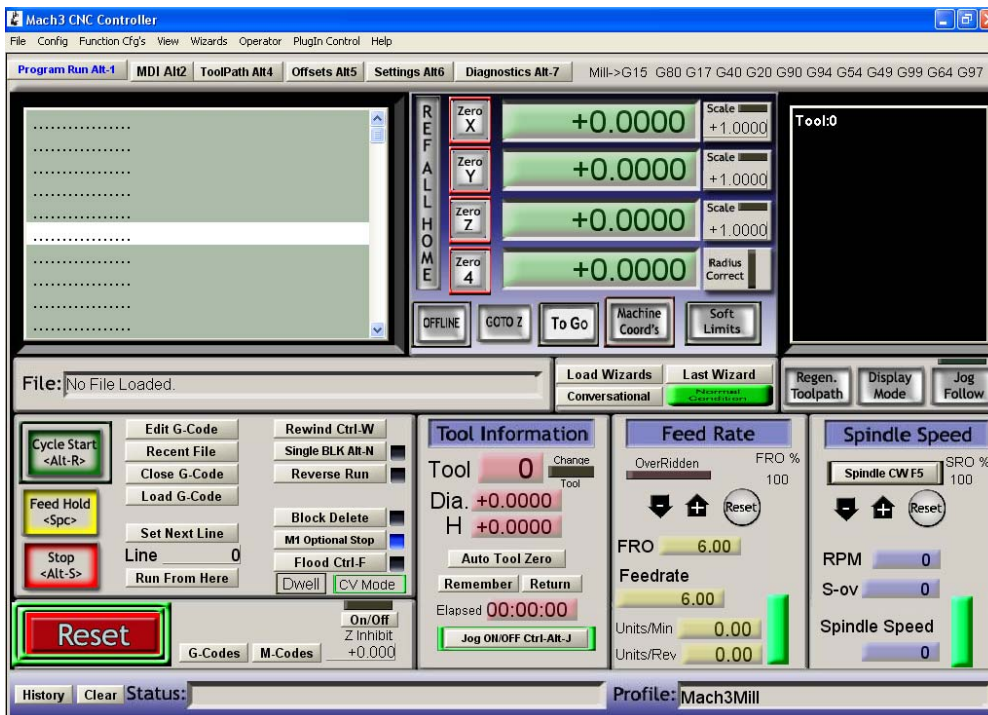 Mach3 CNC Controller
File Config Function Cfg's View Wizards Operator PlugIn Control Help
Program Run Alt-1 MDI Alt2 ToolPath Alt4 Offsets Alt5 Settings Alt6 Diagnostics Alt-7 Mill->G15 G80 G17 G40 G20 G90 G94 G54 G49 G99 G64 G97
.................
.................
.................
.................
.................
.................
.................
.................
.................
.................
REF ALL HOME
Zero X +0.0000 Scale +1.0000
Zero Y +0.0000 Scale +1.0000
Zero Z +0.0000 Scale +1.0000
Zero 4 +0.0000 Radius Correct
OFFLINE GOTO Z To Go Machine Coord's Soft Limits
Tool:0
File: No File Loaded.
Load Wizards Last Wizard
Conversational Normal Condition
Regen. Toolpath Display Mode Jog Follow
Cycle Start <Alt-R>
Feed Hold <Spc>
Stop <Alt-S>
Edit G-Code
Recent File
Close G-Code
Load G-Code
Set Next Line
Line 0
Run From Here
Rewind Ctrl-W
Single BLK Alt-N
Reverse Run
Block Delete
M1 Optional Stop
Flood Ctrl-F
Dwell CV Mode
Reset
G-Codes M-Codes
On/Off
Z Inhibit
+0.000
Tool Information
Tool 0 Change Tool
Dia. +0.0000
H +0.0000
Auto Tool Zero
Remember Return
Elapsed 00:00:00
Jog ON/OFF Ctrl-Alt-J
Feed Rate
OverRidden FRO %
100
Reset
FRO 6.00
Feedrate
6.00
Units/Min 0.00
Units/Rev 0.00
Spindle Speed
Spindle CW F5 SRO %
100
Reset
RPM 0
S-ov 0
Spindle Speed
0
History Clear Status: Profile: Mach3Mill